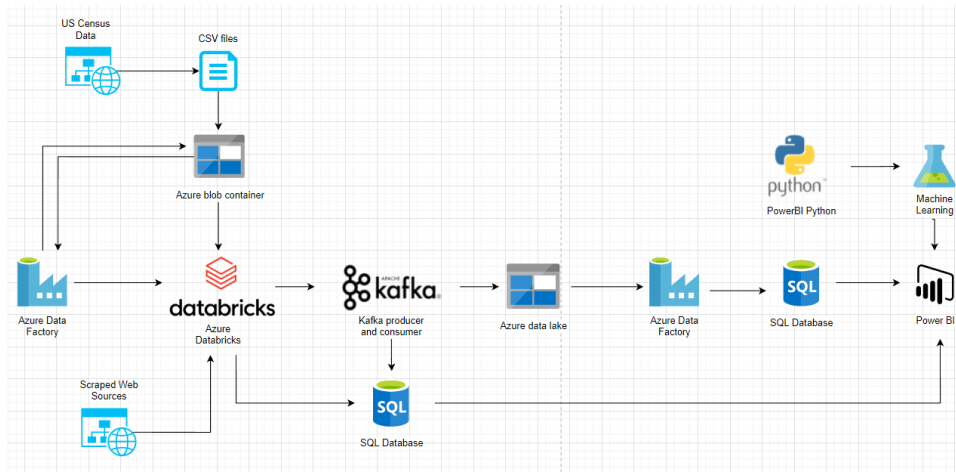 US Census
Data
CSV files
Azure blob container
python
PowerBI Python
Machine
Learning
Azure Data
Factory
databricks
Azure
Databricks
APACHE
kafka
Kafka producer
and consumer
Azure data lake
Azure Data
Factory
SQL
SQL Database
Power BI
Scraped Web
Sources
SQL
SQL Database